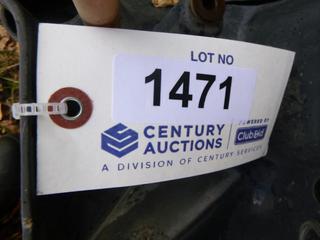 LOT NO
1471
CENTURY
AUCTIONS
POWERED BY
ClubBid
A DIVISION OF CENTURY SERVICES